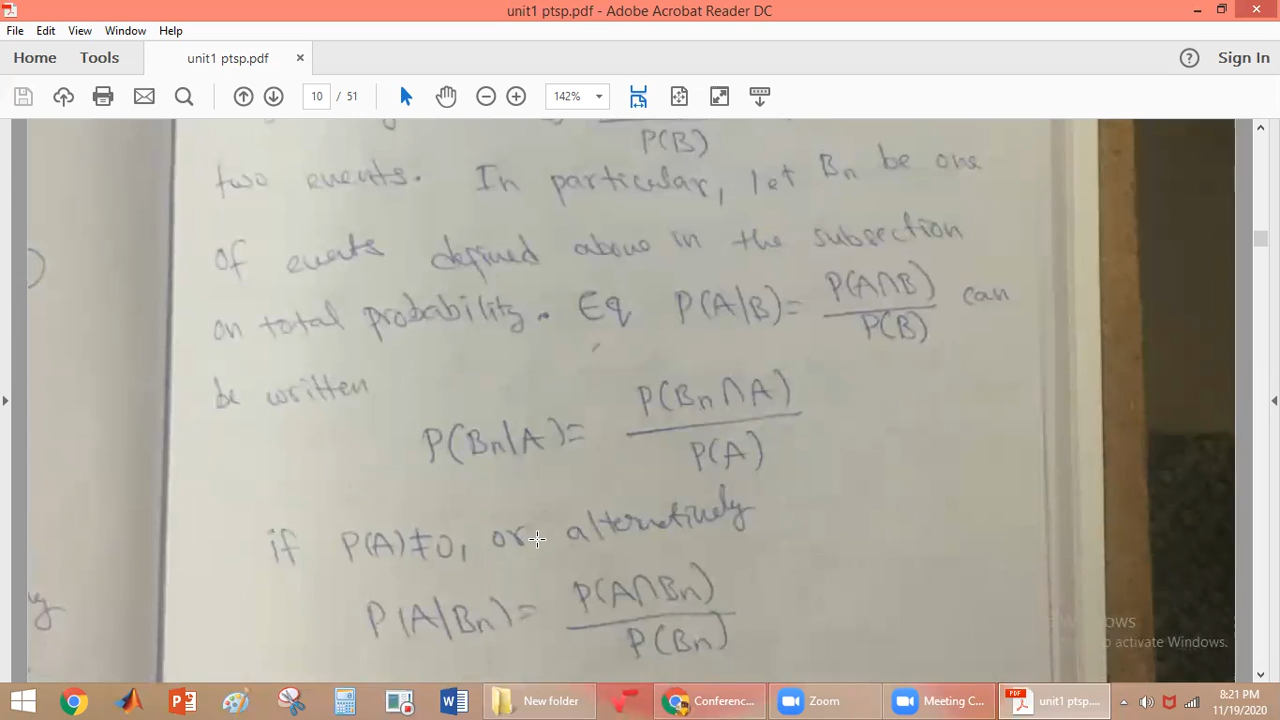 unit1 ptsp.pdf - Adobe Acrobat Reader DC
File Edit View Window Help
Home Tools unit1 ptsp.pdf × Sign In
10 / 51 142%
P(B)
two events. In particular, let Bn be one
of events defined above in the subsection
on total probability. Eq P(A|B)= P(A∩B)/P(B) can
be written
P(Bn|A)= P(Bn∩A)/P(A)
if P(A)≠0, or alternatively
P(A|Bn)= P(A∩Bn)/P(Bn)
to activate Windows.
New folder Conferenc... Zoom Meeting C... unit1 ptsp....
8:21 PM
11/19/2020